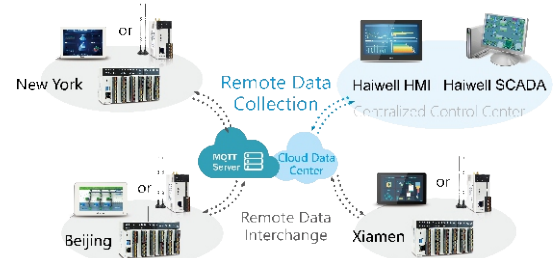 or
New York
Remote Data
Collection
Haiwell HMI
Haiwell SCADA
Centralized Control Center
MQTT
Server
Cloud Data
Center
or
Beijing
Remote Data
Interchange
or
Xiamen